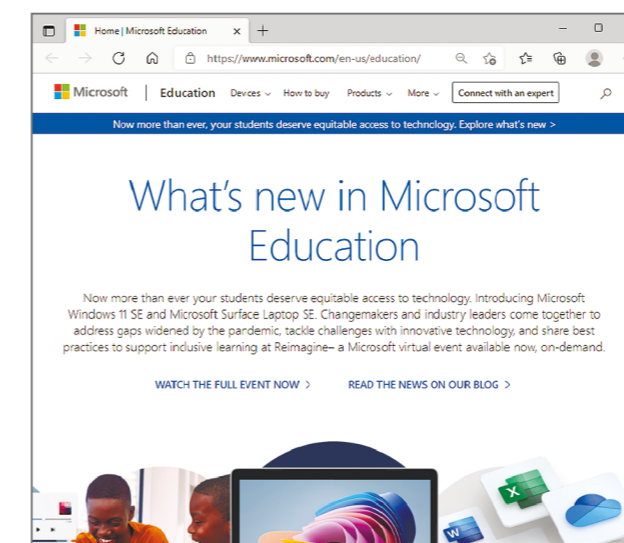 Home | Microsoft Education
https://www.microsoft.com/en-us/education/
Microsoft | Education Devices How to buy Products More Connect with an expert
Now more than ever, your students deserve equitable access to technology. Explore what's new >
What's new in Microsoft
Education
Now more than ever your students deserve equitable access to technology. Introducing Microsoft
Windows 11 SE and Microsoft Surface Laptop SE. Changemakers and industry leaders come together to
address gaps widened by the pandemic, tackle challenges with innovative technology, and share best
practices to support inclusive learning at Reimagine– a Microsoft virtual event available now, on-demand.
WATCH THE FULL EVENT NOW > READ THE NEWS ON OUR BLOG >
X
W